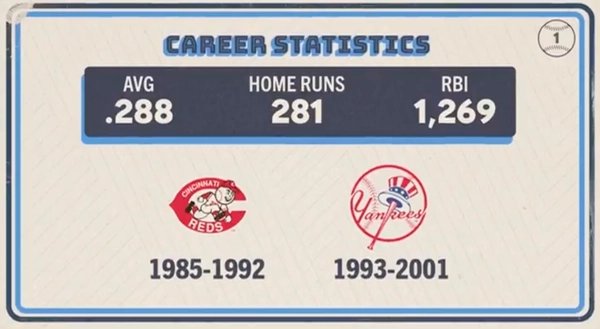 CAREER STATISTICS
1
AVG HOME RUNS RBI
.288 281 1,269
CINCINNATI
REDS
Yankees
1985-1992 1993-2001